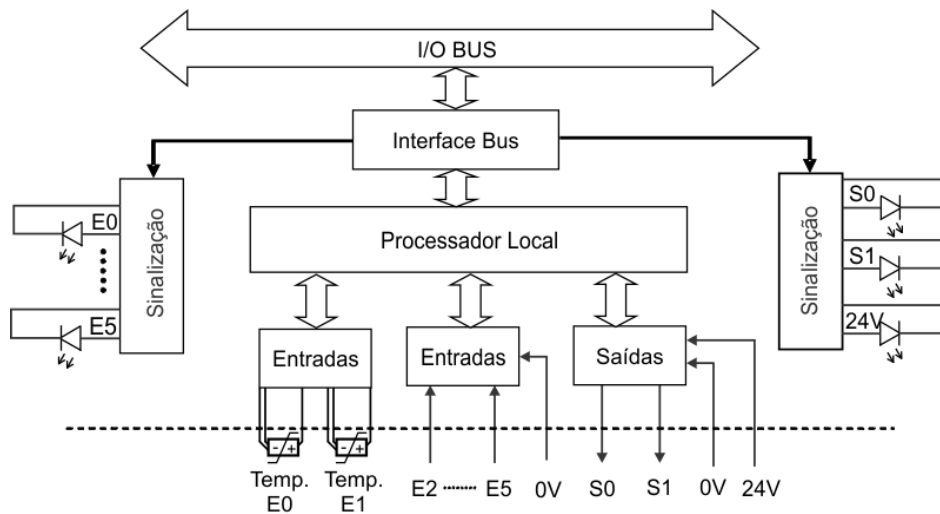 I/O BUS
Interface Bus
Processador Local
Sinalização
E0
E5
Sinalização
S0
S1
24V
Entradas
Entradas
Saídas
- +
- +
Temp.
E0
Temp.
E1
E2 ........ E5
0V
S0
S1
0V
24V